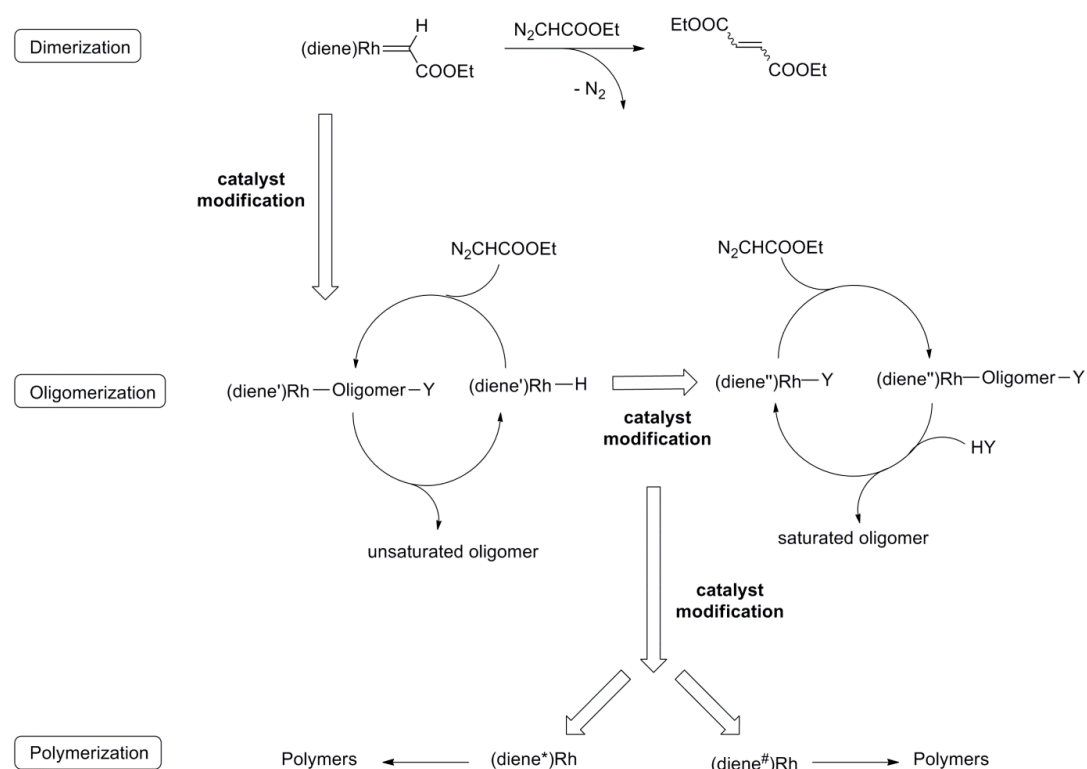 Dimerization
(diene)Rh
H
COOEt
N₂CHCOOEt
- N₂
EtOOC
COOEt
catalyst
modification
N₂CHCOOEt
N₂CHCOOEt
Oligomerization
(diene')Rh—Oligomer—Y
(diene')Rh—H
catalyst
modification
(diene'')Rh—Y
(diene'')Rh—Oligomer—Y
HY
unsaturated oligomer
saturated oligomer
catalyst
modification
Polymerization
Polymers
(diene*)Rh
(diene#)Rh
Polymers